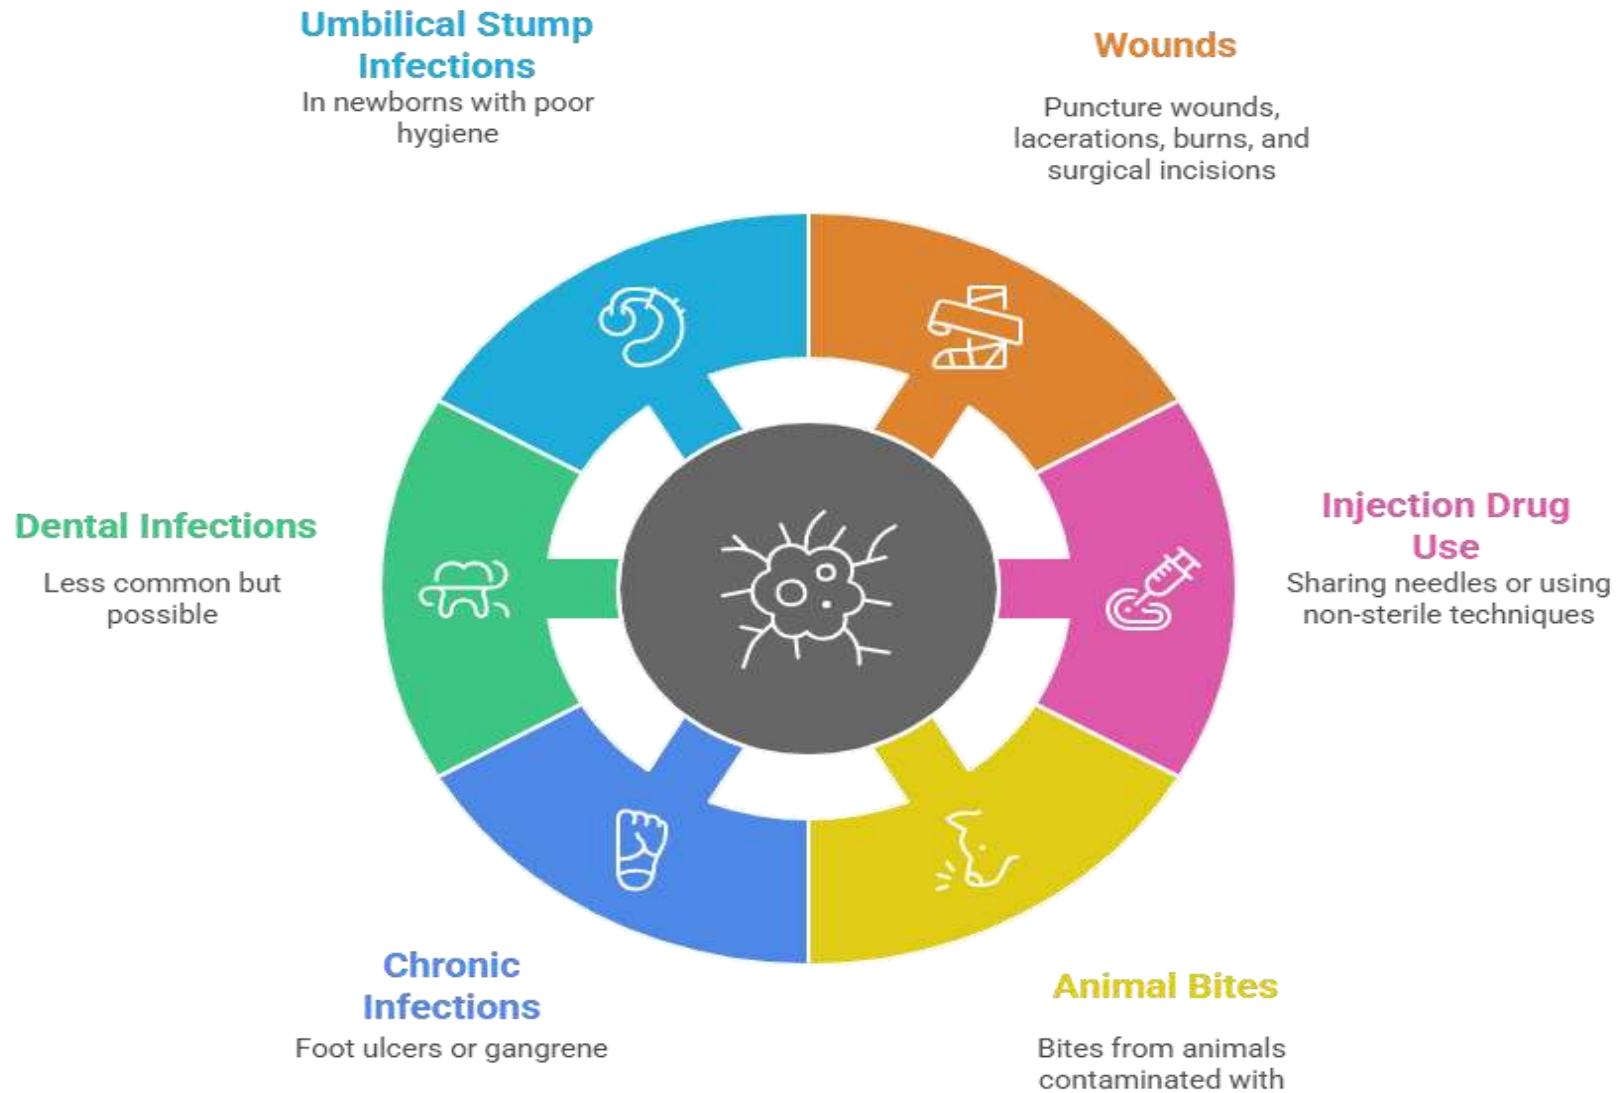 Umbilical Stump
Infections
In newborns with poor
hygiene
Wounds
Puncture wounds,
lacerations, burns, and
surgical incisions
Dental Infections
Less common but
possible
Injection Drug
Use
Sharing needles or using
non-sterile techniques
Chronic
Infections
Foot ulcers or gangrene
Animal Bites
Bites from animals
contaminated with